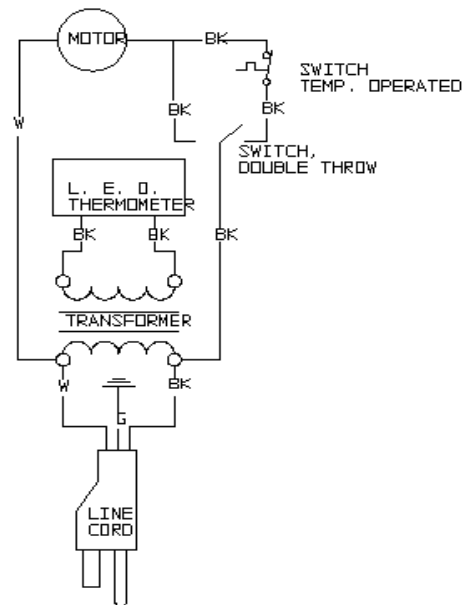 MOTOR
BK
SWITCH
TEMP. OPERATED
BK
BK
W
SWITCH,
DOUBLE THROW
L. E. D.
THERMOMETER
BK
BK
BK
TRANSFORMER
W
BK
G
LINE
CORD